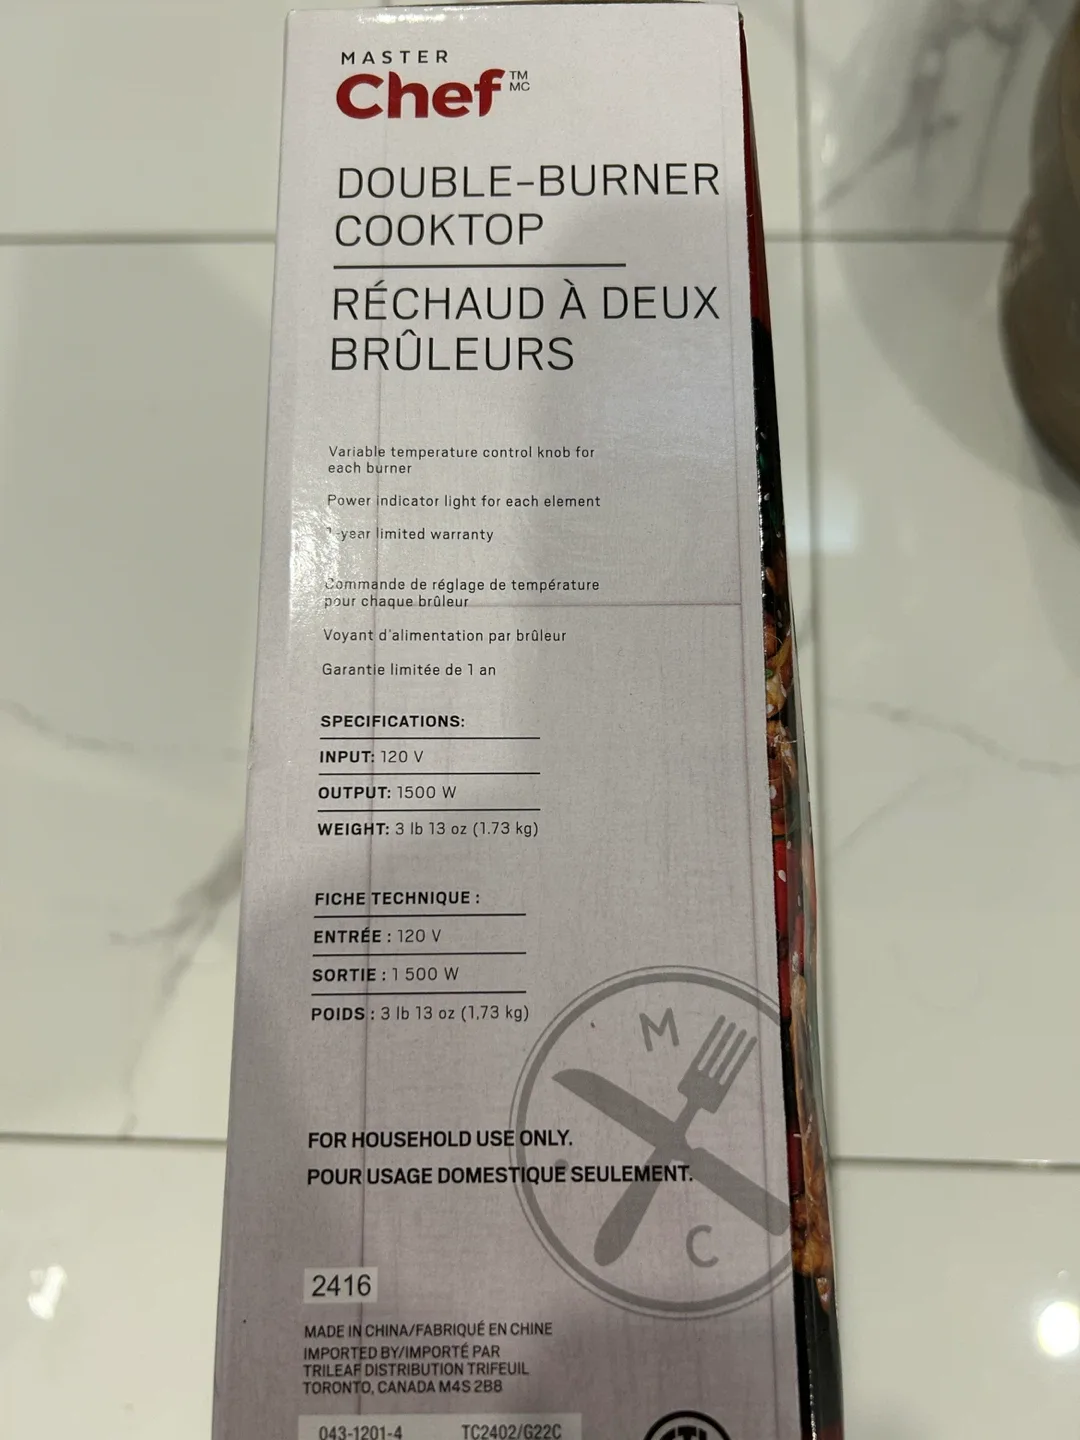 MASTER
Chef TM MC
DOUBLE-BURNER
COOKTOP
RÉCHAUD À DEUX
BRÛLEURS
Variable temperature control knob for
each burner
Power indicator light for each element
1-year limited warranty
Commande de réglage de température
pour chaque brûleur
Voyant d'alimentation par brûleur
Garantie limitée de 1 an
SPECIFICATIONS:
INPUT: 120 V
OUTPUT: 1500 W
WEIGHT: 3 lb 13 oz (1.73 kg)
FICHE TECHNIQUE :
ENTRÉE : 120 V
SORTIE : 1 500 W
POIDS : 3 lb 13 oz (1,73 kg)
M
FOR HOUSEHOLD USE ONLY.
POUR USAGE DOMESTIQUE SEULEMENT.
C
2416
MADE IN CHINA/FABRIQUÉ EN CHINE
IMPORTED BY/IMPORTÉ PAR
TRILEAF DISTRIBUTION TRIFEUIL
TORONTO, CANADA M4S 2B8
043-1201-4 TC2402/G22C